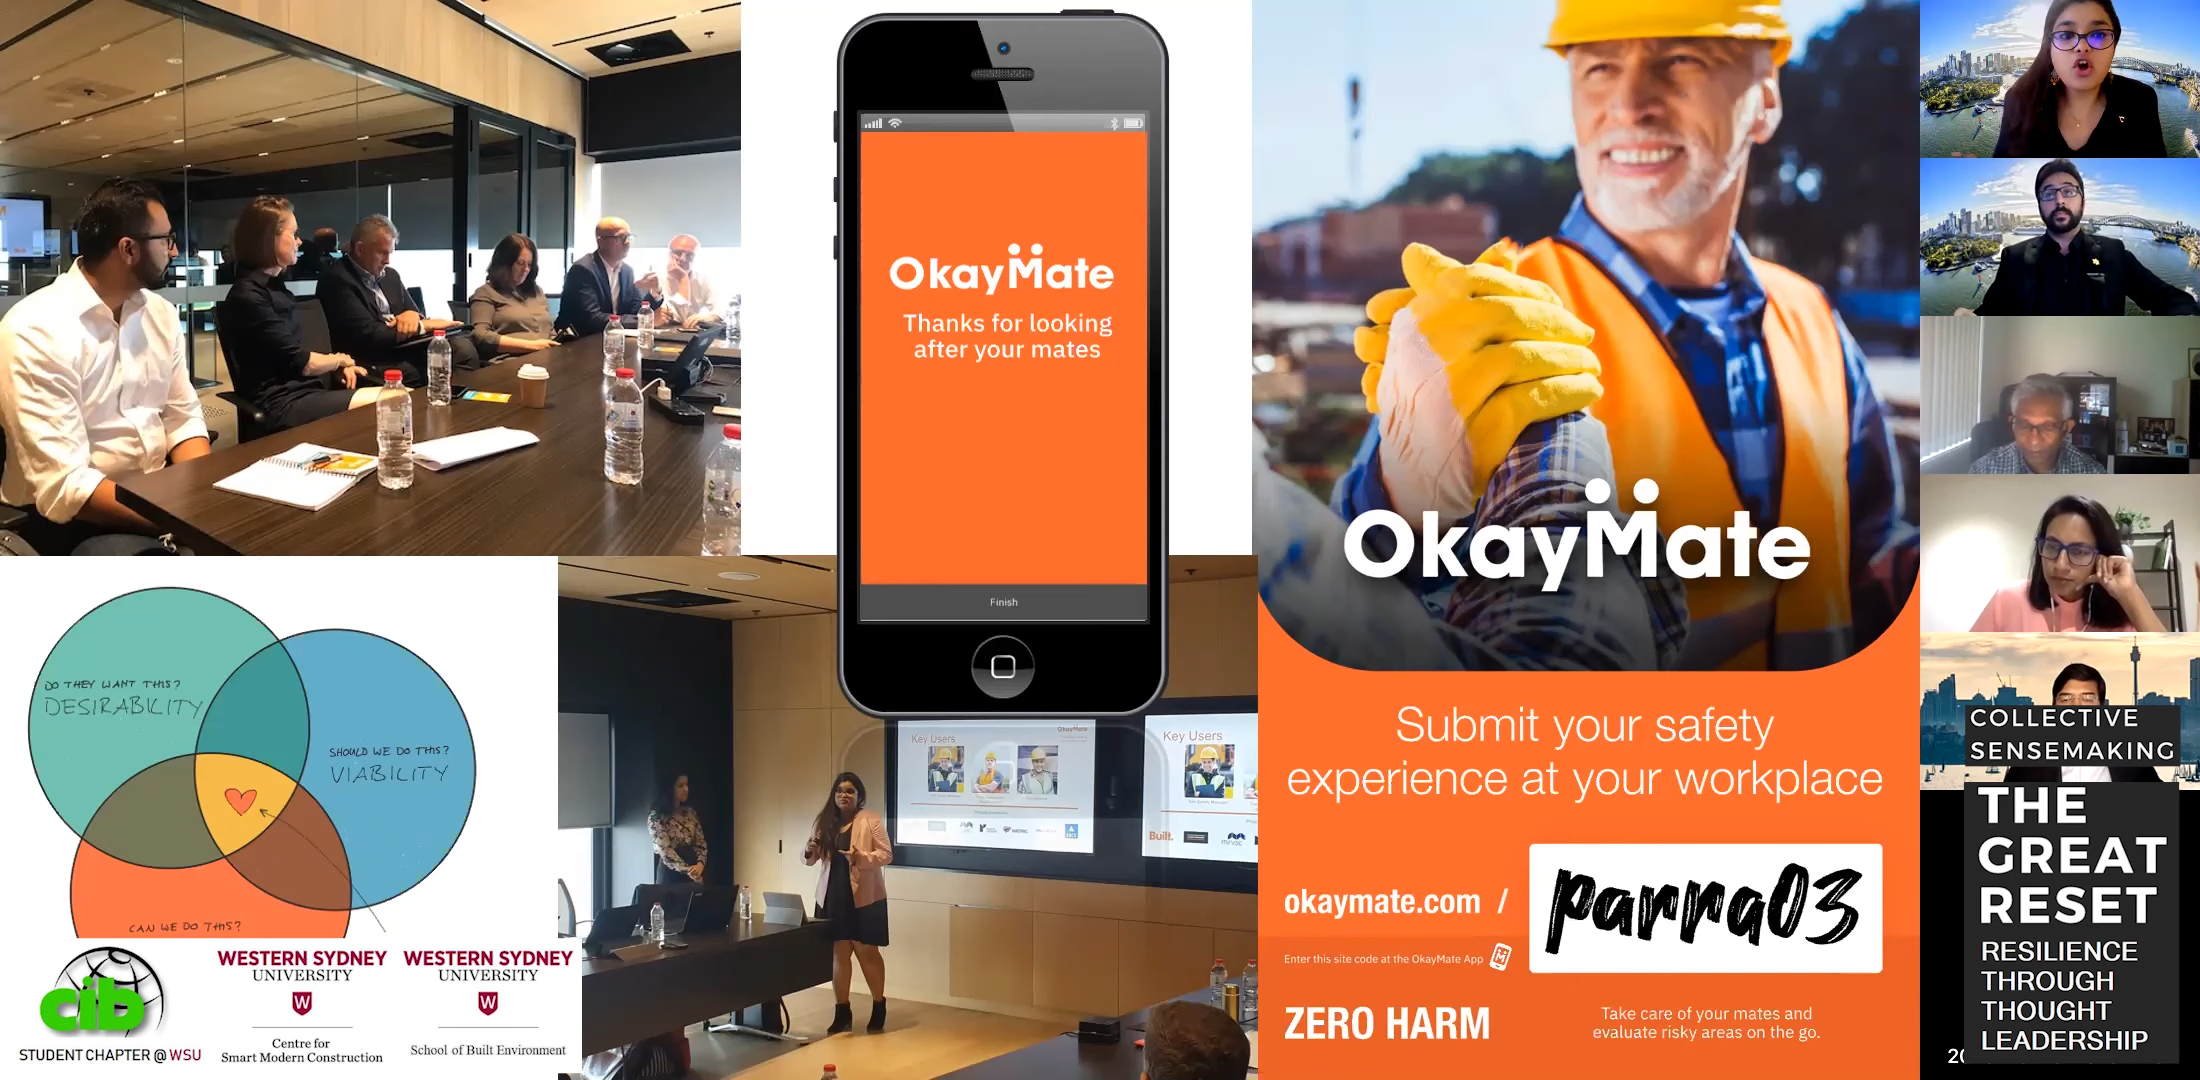 OkayMate
Thanks for looking
after your mates
Finish
OkayMate
Submit your safety
experience at your workplace
okaymate.com /
parra03
Enter this site code at the OkayMate App
ZERO HARM
Take care of your mates and
evaluate risky areas on the go.
DO THEY WANT THIS?
DESIRABILITY
SHOULD WE DO THIS?
VIABILITY
CAN WE DO THIS?
cib
STUDENT CHAPTER @ WSU
WESTERN SYDNEY
UNIVERSITY
W
Centre for
Smart Modern Construction
WESTERN SYDNEY
UNIVERSITY
W
School of Built Environment
Key Users
OkayMate
Key Users
Built.
mirvac
COLLECTIVE
SENSEMAKING
THE
GREAT
RESET
RESILIENCE
THROUGH
THOUGHT
LEADERSHIP